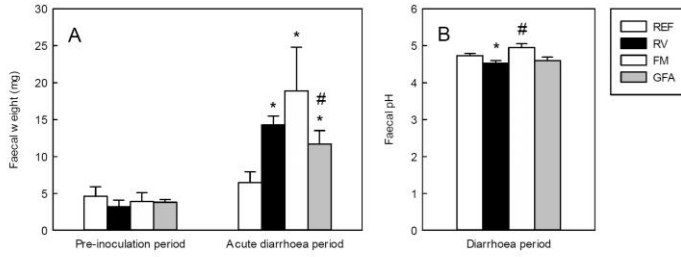 A
Faecal w eight (mg)
30
25
20
15
10
5
0
*
*
#
*
Pre-inoculation period
Acute diarrhoea period
B
Faecal pH
6
5
4
3
2
1
0
*
#
Diarrhoea period
REF
RV
FM
GFA